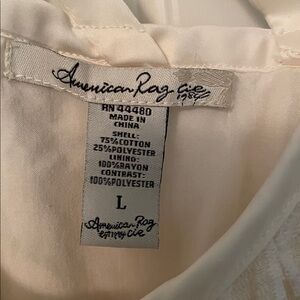 American Rag Cie
RN 44480
MADE IN
CHINA
SHELL:
75%COTTON
25%POLYESTER
LINING:
100%RAYON
CONTRAST:
100%POLYESTER
L
American Rag
Cie